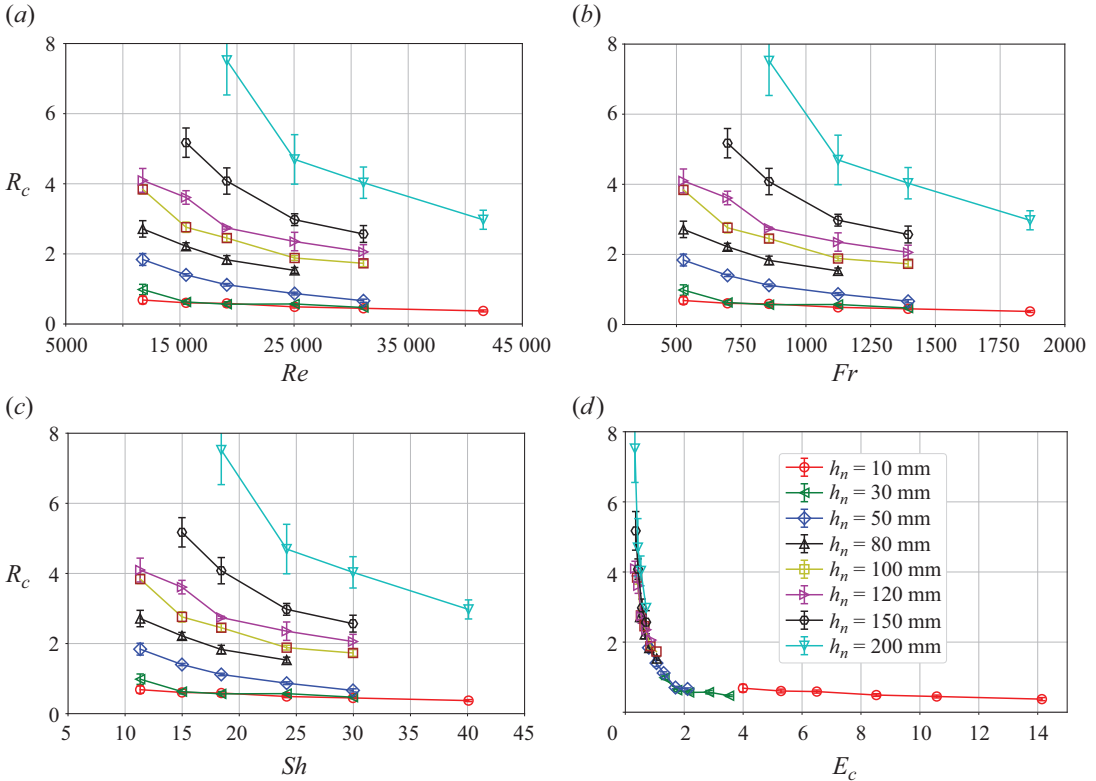 (a)
(b)
8
6
4
2
0
R_c
5000 15 000 25 000 35 000 45 000
Re
8
6
4
2
0
500 750 1000 1250 1500 1750 2000
Fr
(c)
(d)
8
6
4
2
0
R_c
5 10 15 20 25 30 35 40 45
Sh
8
6
4
2
0 2 4 6 8 10 12 14
E_c
h_n = 10 mm
h_n = 30 mm
h_n = 50 mm
h_n = 80 mm
h_n = 100 mm
h_n = 120 mm
h_n = 150 mm
h_n = 200 mm